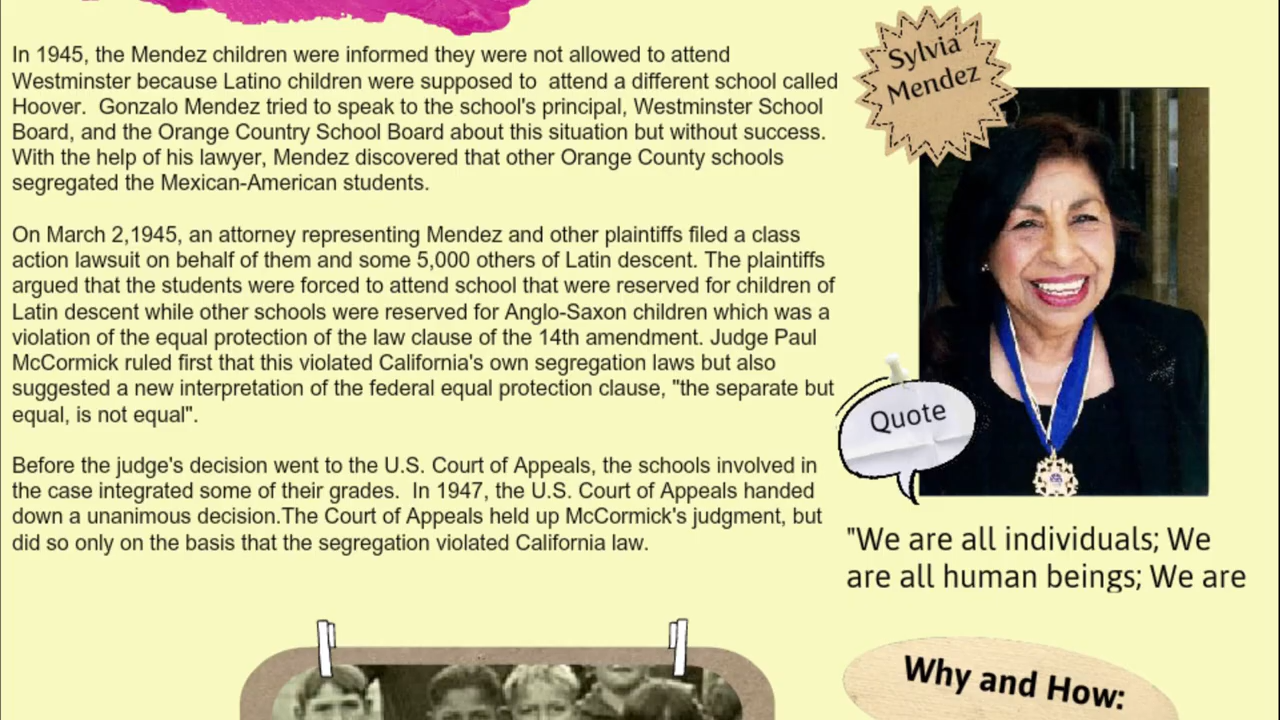 In 1945, the Mendez children were informed they were not allowed to attend
Westminster because Latino children were supposed to  attend a different school called
Hoover.  Gonzalo Mendez tried to speak to the school's principal, Westminster School
Board, and the Orange Country School Board about this situation but without success.
With the help of his lawyer, Mendez discovered that other Orange County schools
segregated the Mexican-American students.
On March 2,1945, an attorney representing Mendez and other plaintiffs filed a class
action lawsuit on behalf of them and some 5,000 others of Latin descent. The plaintiffs
argued that the students were forced to attend school that were reserved for children of
Latin descent while other schools were reserved for Anglo-Saxon children which was a
violation of the equal protection of the law clause of the 14th amendment. Judge Paul
McCormick ruled first that this violated California's own segregation laws but also
suggested a new interpretation of the federal equal protection clause, "the separate but
equal, is not equal".
Before the judge's decision went to the U.S. Court of Appeals, the schools involved in
the case integrated some of their grades.  In 1947, the U.S. Court of Appeals handed
down a unanimous decision.The Court of Appeals held up McCormick's judgment, but
did so only on the basis that the segregation violated California law.
Sylvia
Mendez
Quote
"We are all individuals; We
are all human beings; We are
Why and How: